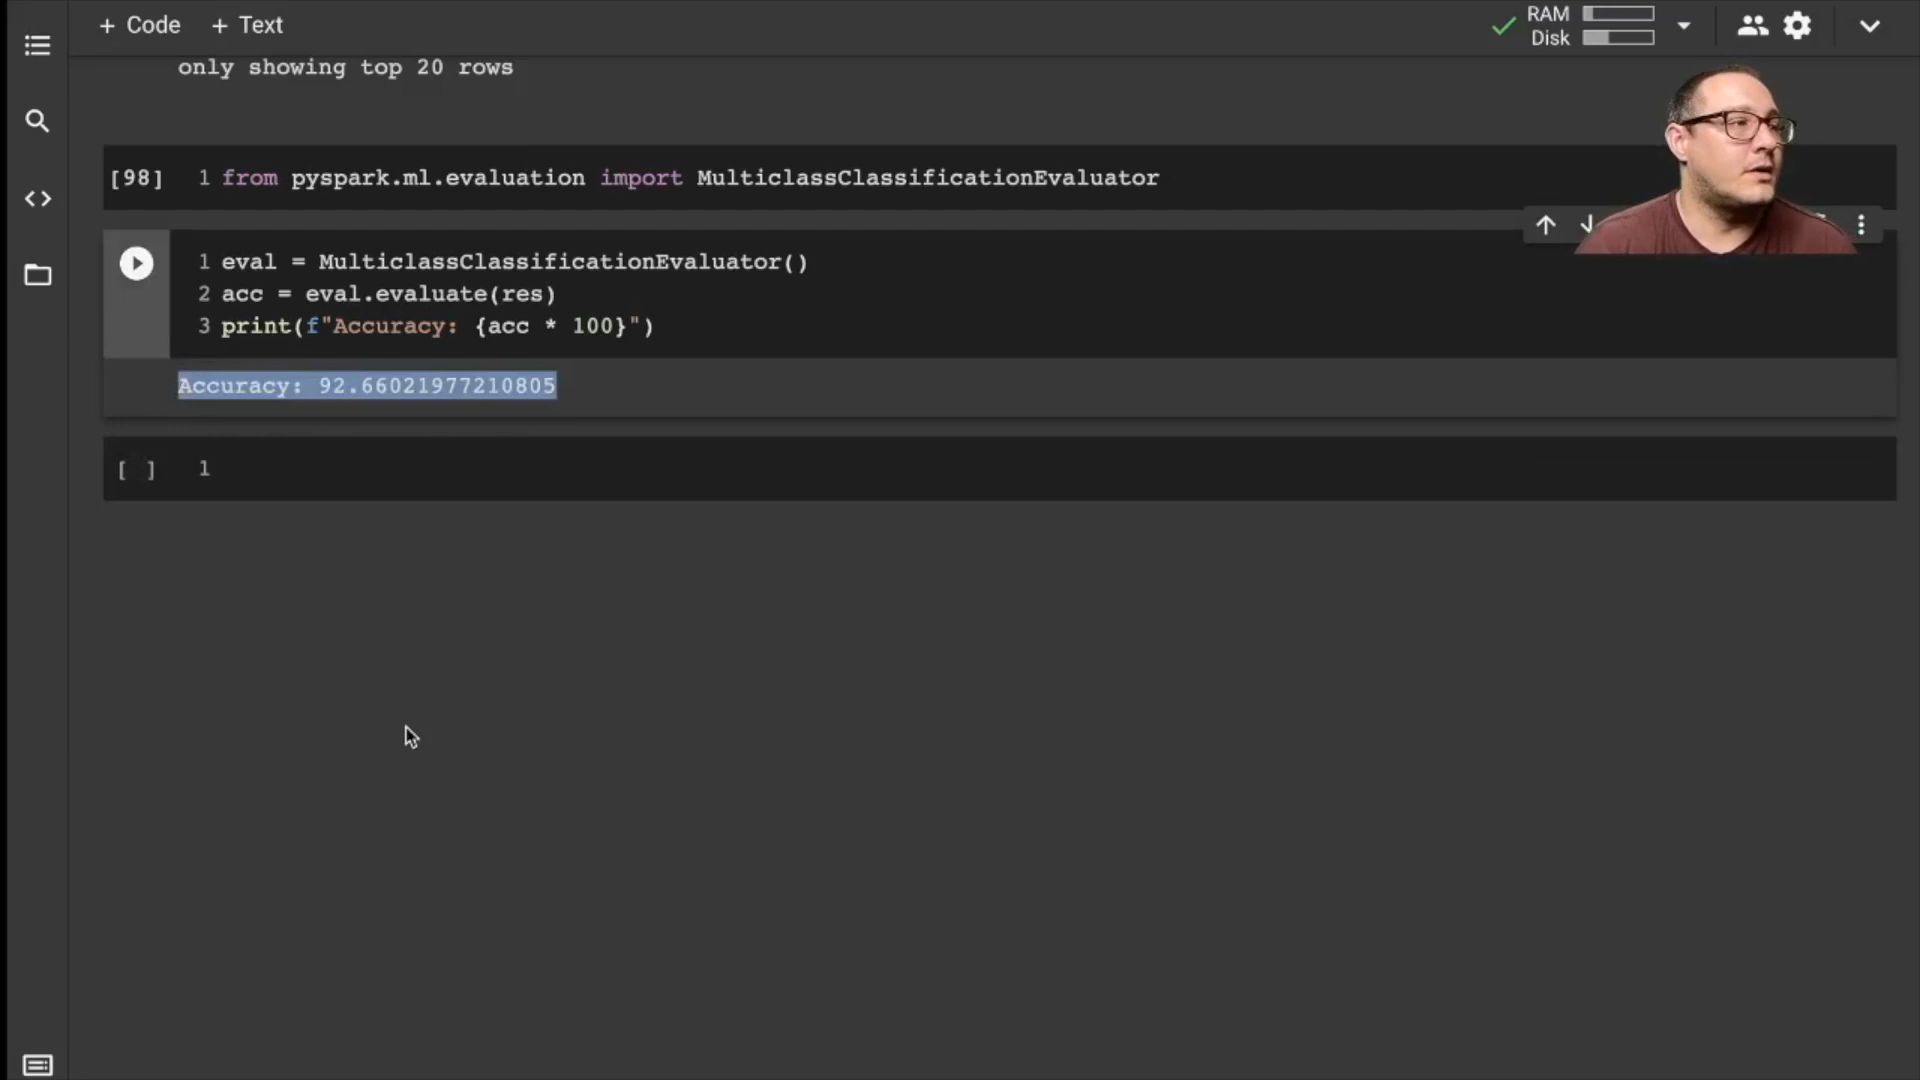 + Code + Text
RAM
Disk
only showing top 20 rows
[98] 1 from pyspark.ml.evaluation import MulticlassClassificationEvaluator
1 eval = MulticlassClassificationEvaluator()
2 acc = eval.evaluate(res)
3 print(f"Accuracy: {acc * 100}")
Accuracy: 92.66021977210805
[ ] 1